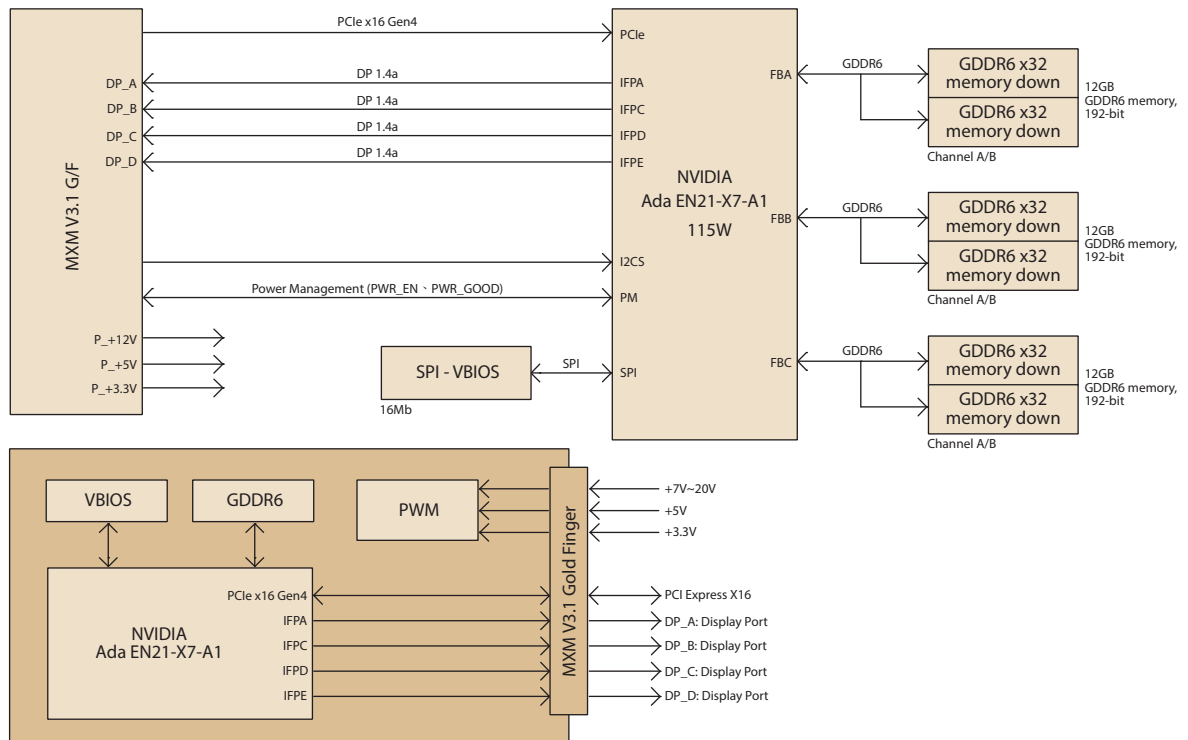 PCIe x16 Gen4
PCIe
MXM V3.1 G/F
DP_A
DP 1.4a
IFPA
DP_B
DP 1.4a
IFPC
DP_C
DP 1.4a
IFPD
DP_D
DP 1.4a
IFPE
NVIDIA
Ada EN21-X7-A1
115W
I2CS
Power Management (PWR_EN、PWR_GOOD)
PM
P_+12V
P_+5V
P_+3.3V
SPI - VBIOS
16Mb
SPI
SPI
FBA
GDDR6
GDDR6 x32
memory down
GDDR6 x32
memory down
Channel A/B
12GB
GDDR6 memory,
192-bit
FBB
GDDR6
GDDR6 x32
memory down
GDDR6 x32
memory down
Channel A/B
12GB
GDDR6 memory,
192-bit
FBC
GDDR6
GDDR6 x32
memory down
GDDR6 x32
memory down
Channel A/B
12GB
GDDR6 memory,
192-bit
VBIOS
GDDR6
PWM
MXM V3.1 Gold Finger
+7V~20V
+5V
+3.3V
NVIDIA
Ada EN21-X7-A1
PCIe x16 Gen4
IFPA
IFPC
IFPD
IFPE
PCI Express X16
DP_A: Display Port
DP_B: Display Port
DP_C: Display Port
DP_D: Display Port